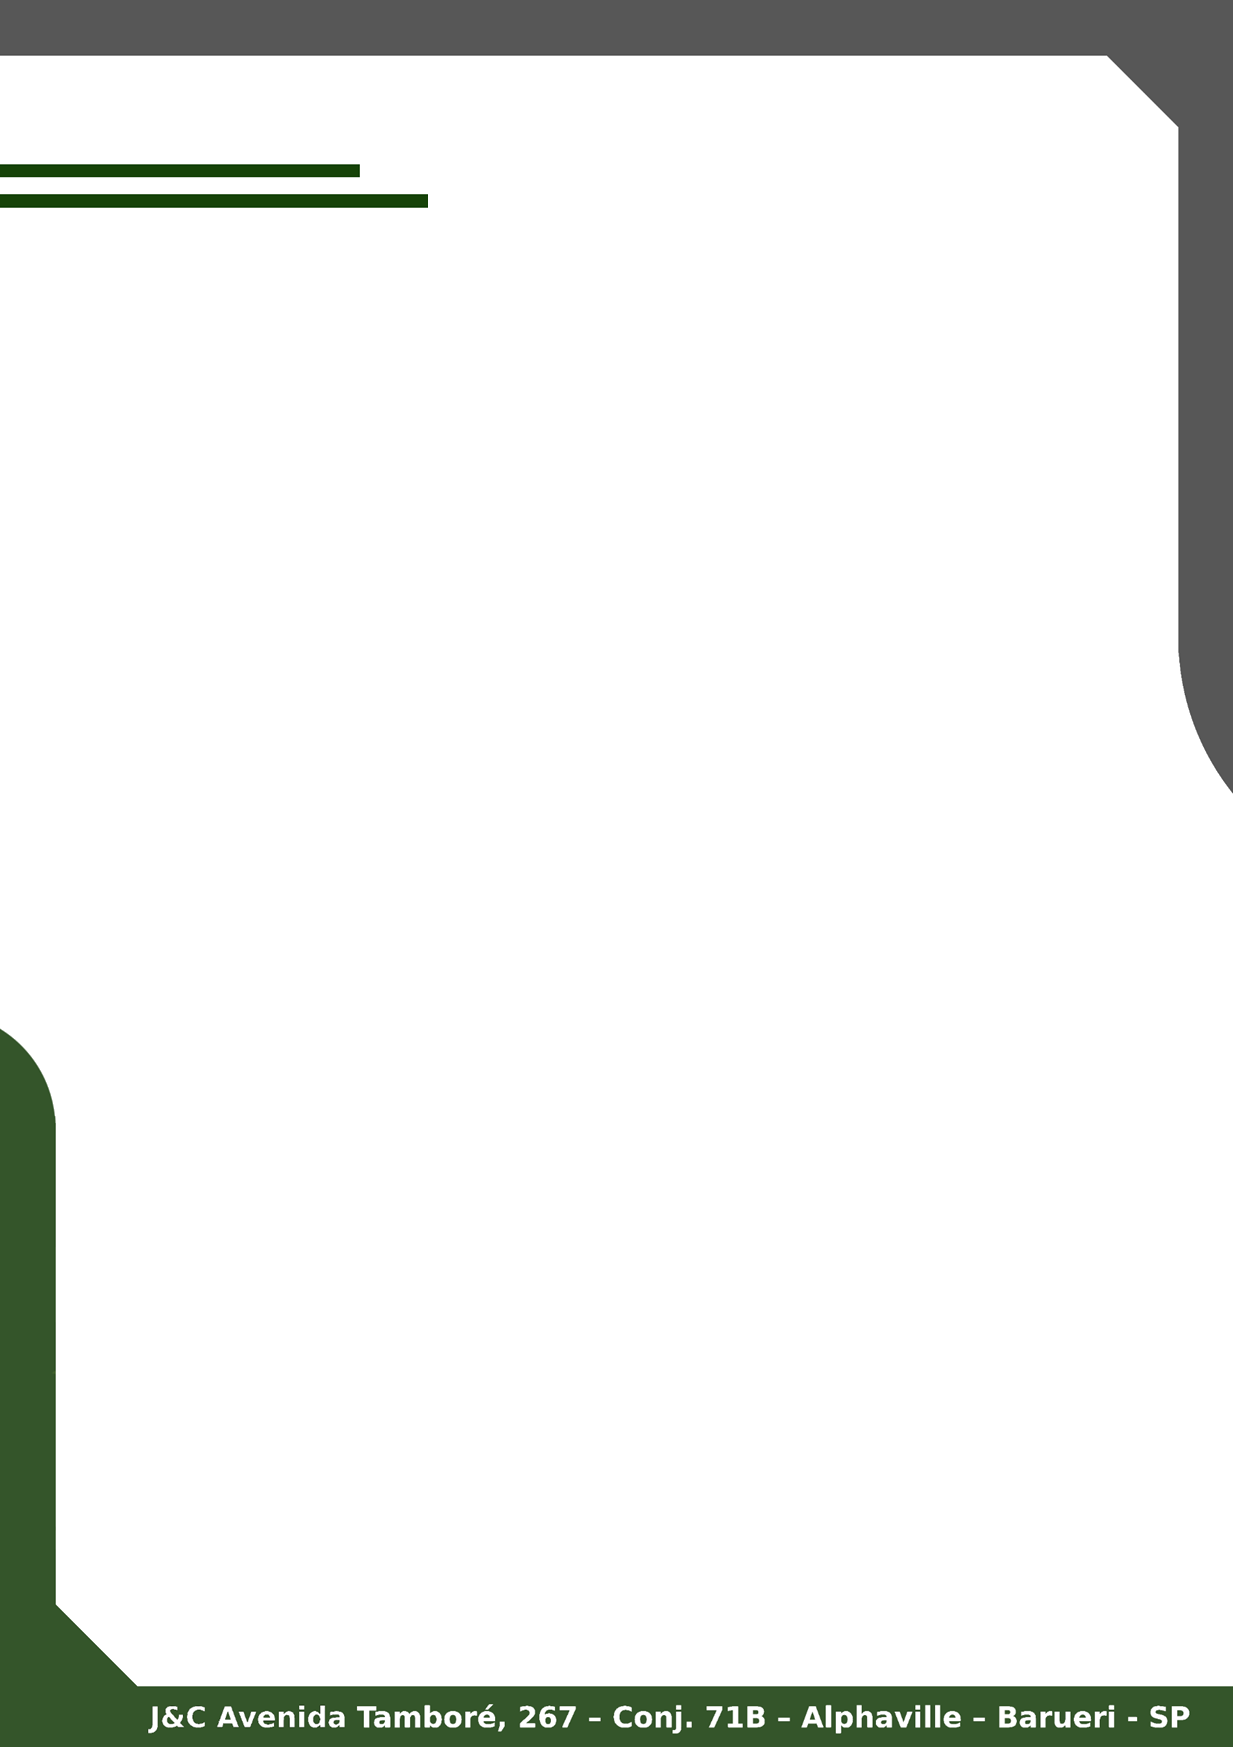 J&C Avenida Tamboré, 267 – Conj. 71B – Alphaville – Barueri - SP